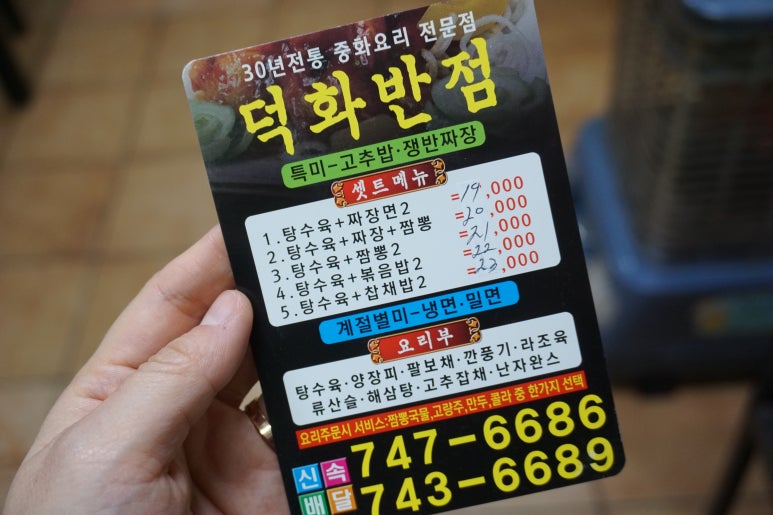 30년전통 중화요리 전문점
덕화반점
특미-고추밥·쟁반짜장
셋트메뉴
1. 탕수육+짜장면2 =19,000
2. 탕수육+짜장+짬뽕 =20,000
3. 탕수육+짬뽕2 =21,000
4. 탕수육+볶음밥2 =22,000
5. 탕수육+잡채밥2 =23,000
계절별미-냉면·밀면
요리부
탕수육·양장피·팔보채·깐풍기·라조육
류산슬·해삼탕·고추잡채·난자완스
요리주문시 서비스:짬뽕국물,고량주,만두,콜라 중 한가지 선택
신속 747-6686
배달 743-6689